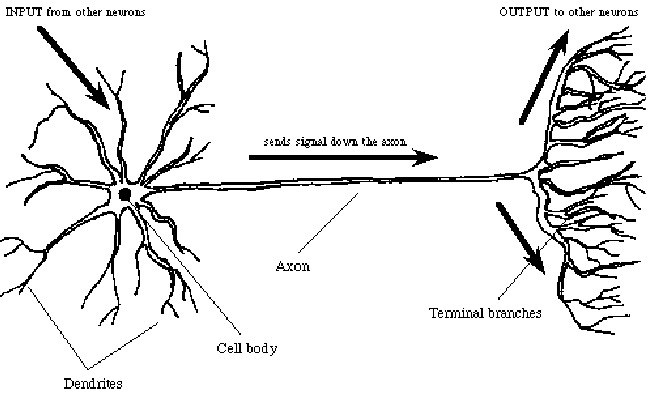 INPUT from other neurons
OUTPUT to other neurons
sends signal down the axon
Axon
Terminal branches
Cell body
Dendrites